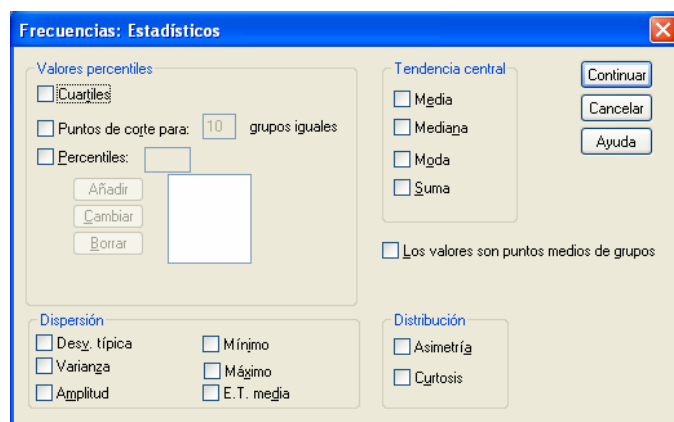 Frecuencias: Estadísticos
Valores percentiles
Cuartiles
Puntos de corte para: 10 grupos iguales
Percentiles:
Añadir
Cambiar
Borrar
Tendencia central
Media
Mediana
Moda
Suma
Continuar
Cancelar
Ayuda
Los valores son puntos medios de grupos
Dispersión
Desv. típica
Varianza
Amplitud
Mínimo
Máximo
E.T. media
Distribución
Asimetría
Curtosis